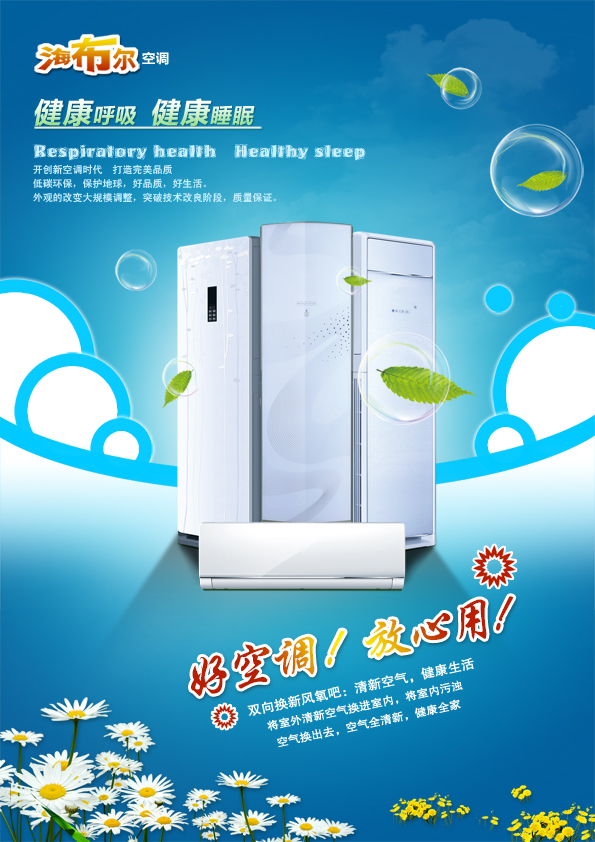 海布尔 空调
健康呼吸 健康睡眠
Respiratory health Healthy sleep
开创新空调时代 打造完美品质
低碳环保，保护地球，好品质，好生活。
外观的改变大规模调整，突破技术改良阶段，质量保证。
好空调！放心用！
双向换新风氧吧：清新空气，健康生活
将室外清新空气换进室内，将室内污浊
空气换出去，空气全清新，健康全家